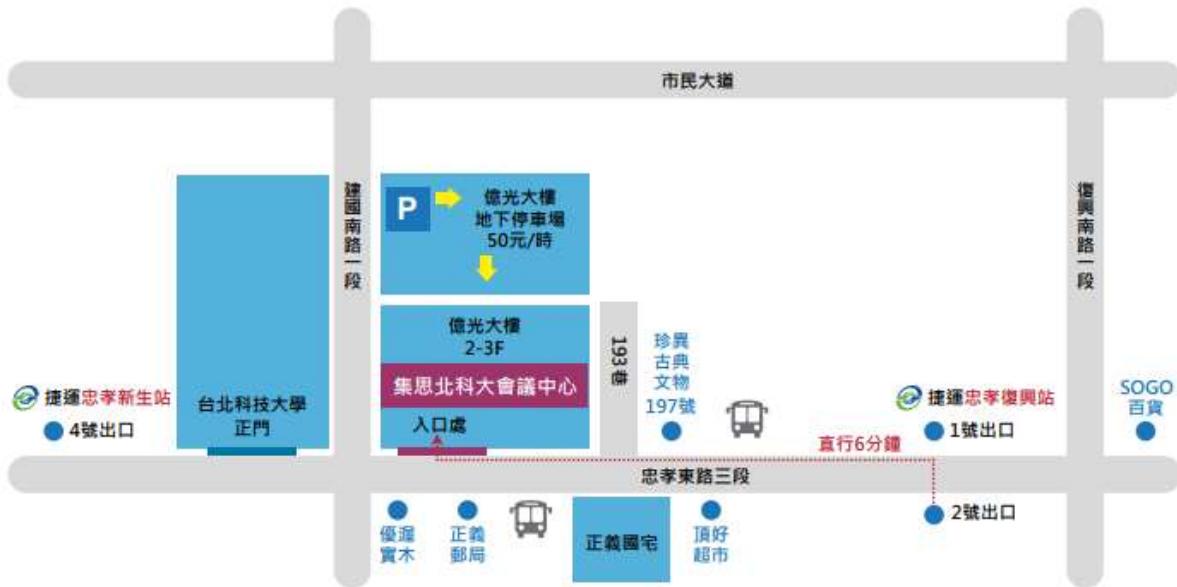 市民大道
建國南路一段
復興南路一段
P
億光大樓
地下停車場
50元/時
億光大樓
2-3F
集思北科大會議中心
入口處
193巷
珍異
古典
文物
197號
捷運忠孝新生站
4號出口
台北科技大學
正門
捷運忠孝復興站
1號出口
SOGO
百貨
直行6分鐘
忠孝東路三段
2號出口
優渥
實木
正義
郵局
正義國宅
頂好
超市